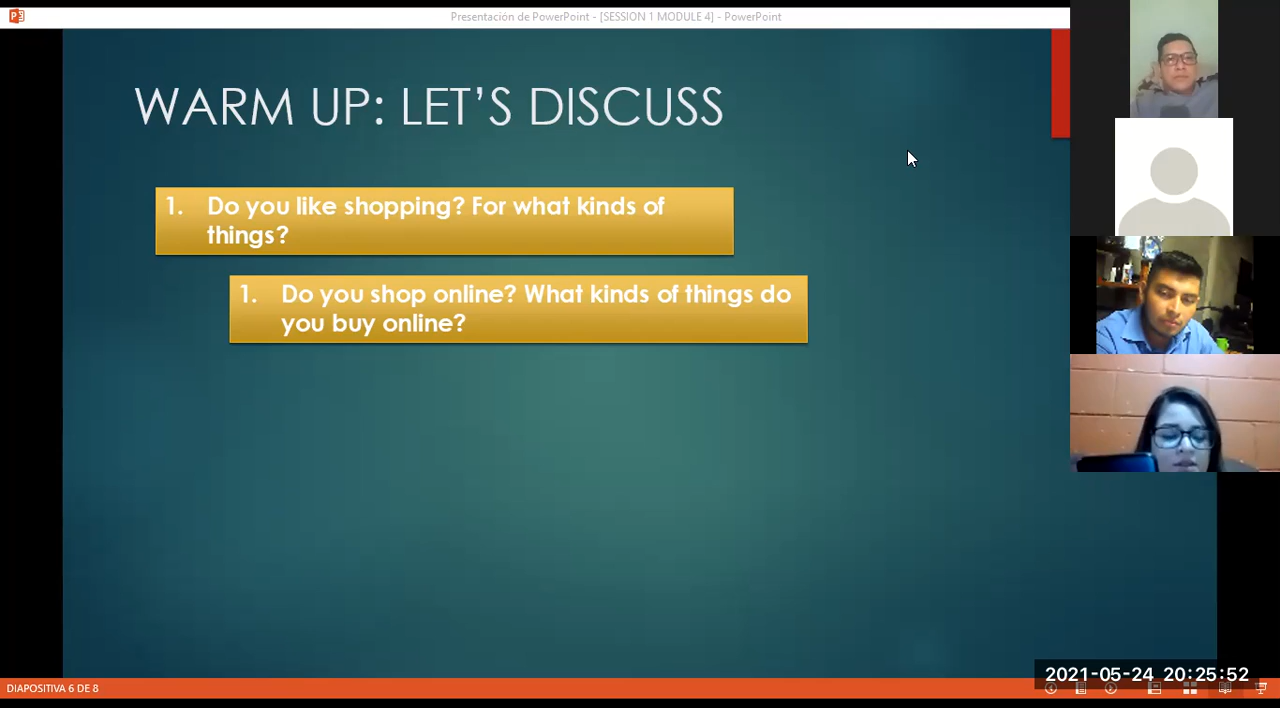 Presentación de PowerPoint - [SESSION 1 MODULE 4] - PowerPoint
WARM UP: LET’S DISCUSS
1. Do you like shopping? For what kinds of
things?
1. Do you shop online? What kinds of things do
you buy online?
2021-05-24 20:25:52
DIAPOSITIVA 6 DE 8